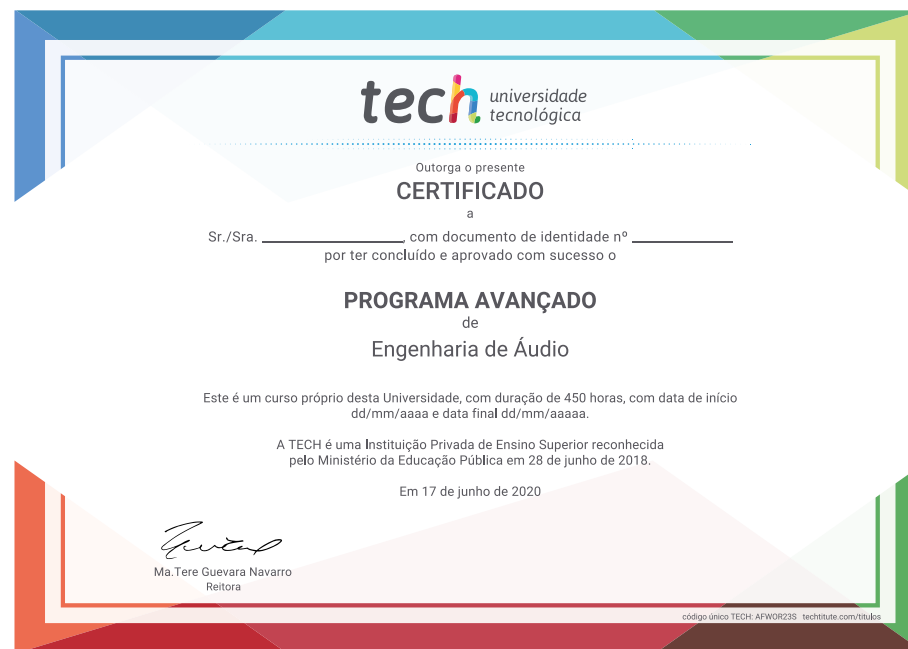 tech universidade
tecnológica
Outorga o presente
CERTIFICADO
a
Sr./Sra. ____________, com documento de identidade nº ____________
por ter concluído e aprovado com sucesso o
PROGRAMA AVANÇADO
de
Engenharia de Áudio
Este é um curso próprio desta Universidade, com duração de 450 horas, com data de início
dd/mm/aaaa e data final dd/mm/aaaaa.
A TECH é uma Instituição Privada de Ensino Superior reconhecida
pelo Ministério da Educação Pública em 28 de junho de 2018.
Em 17 de junho de 2020
Ma.Tere Guevara Navarro
Reitora
código único TECH: AFWOR23S techtitute.com/titulos